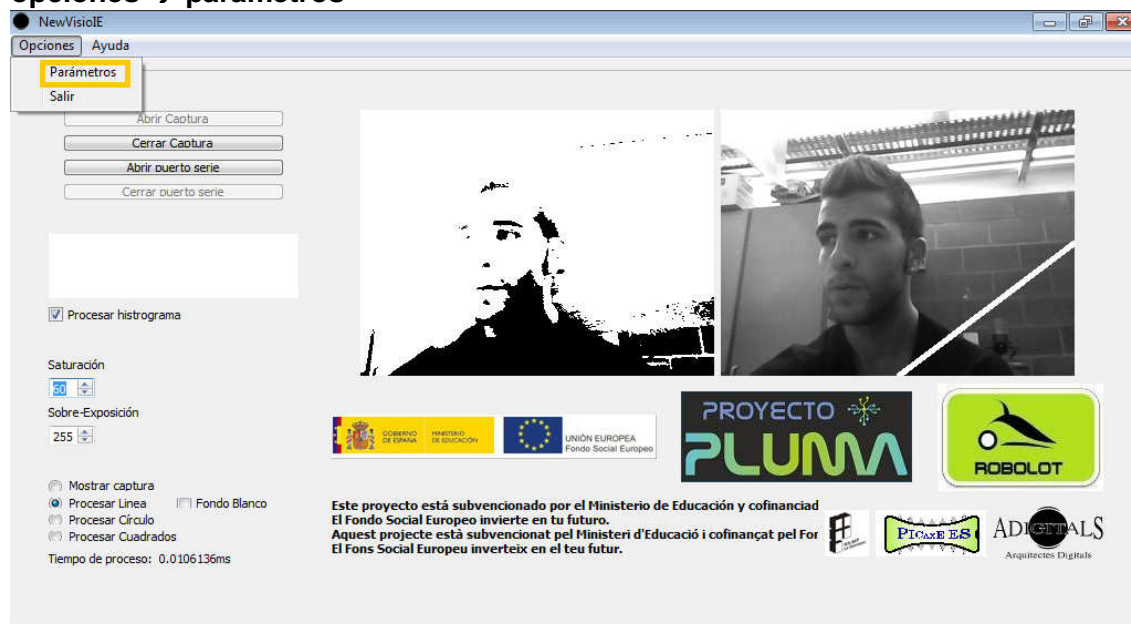 opciones → parámetros
NewVisioIE
Opciones Ayuda
Parámetros
Salir
Abrir Captura
Cerrar Captura
Abrir puerto serie
Cerrar puerto serie
Procesar histrograma
Saturación
60
Sobre-Exposición
255
Mostrar captura
Procesar Linea Fondo Blanco
Procesar Círculo
Procesar Cuadrados
Tiempo de proceso: 0.0106136ms
GOBIERNO DE ESPAÑA MINISTERIO DE EDUCACIÓN
UNIÓN EUROPEA
Fondo Social Europeo
PROYECTO
PLUMA
ROBOLOT
Este proyecto está subvencionado por el Ministerio de Educación y cofinanciad
El Fondo Social Europeo invierte en tu futuro.
Aquest projecte està subvencionat pel Ministeri d'Educació i cofinançat pel For
El Fons Social Europeu inverteix en el teu futur.
PICAXE ES
ADIGITALS
Arquitectes Digitals